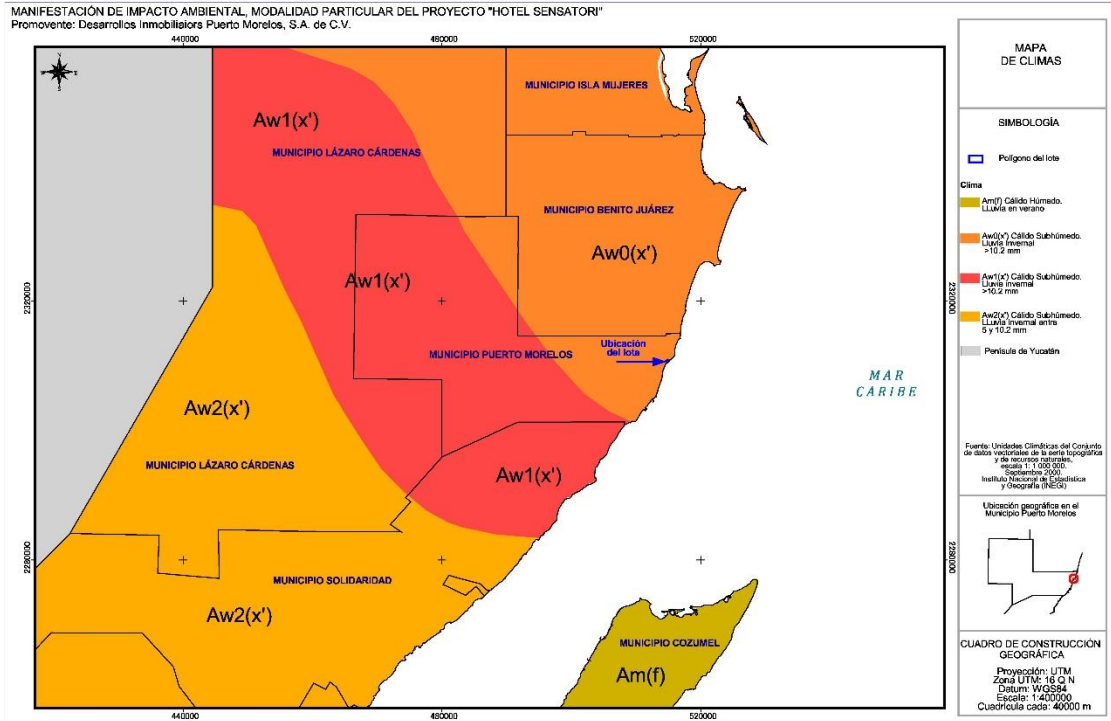 MANIFESTACIÓN DE IMPACTO AMBIENTAL, MODALIDAD PARTICULAR DEL PROYECTO "HOTEL SENSATORI"
Promovente: Desarrollos Inmobiliaiors Puerto Morelos, S.A. de C.V.
440000
480000
520000
MUNICIPIO ISLA MUJERES
Aw1(x')
MUNICIPIO LÁZARO CÁRDENAS
MUNICIPIO BENITO JUÁREZ
Aw0(x')
Aw1(x')
2320000
2320000
Ubicación
del lote
MUNICIPIO PUERTO MORELOS
MAR
CARIBE
Aw2(x')
MUNICIPIO LÁZARO CÁRDENAS
Aw1(x')
2280000
2280000
MUNICIPIO SOLIDARIDAD
Aw2(x')
MUNICIPIO COZUMEL
Am(f)
440000
480000
520000
MAPA
DE CLIMAS
SIMBOLOGÍA
Polígono del lote
Clima
Am(f) Cálido Húmedo.
LLuvia en verano
Aw0(x') Cálido Subhúmedo.
Lluvia invernal
>10.2 mm
Aw1(x') Cálido Subhúmedo.
Lluvia invernal
>10.2 mm
Aw2(x') Cálido Subhúmedo.
LLuvia invernal entre
5 y 10.2 mm
Península de Yucatán
Fuente: Unidades Climáticas del Conjunto
de datos vectoriales de la serie topográfica
y de recursos naturales,
escala 1: 1 000 000.
Septiembre 2000.
Instituto Nacional de Estadística
y Geografía (INEGI)
Ubicación geográfica en el
Municipio Puerto Morelos
CUADRO DE CONSTRUCCIÓN
GEOGRÁFICA
Proyección: UTM
Zona UTM: 16 Q N
Datum: WGS84
Escala: 1:400000
Cuadrícula cada: 40000 m